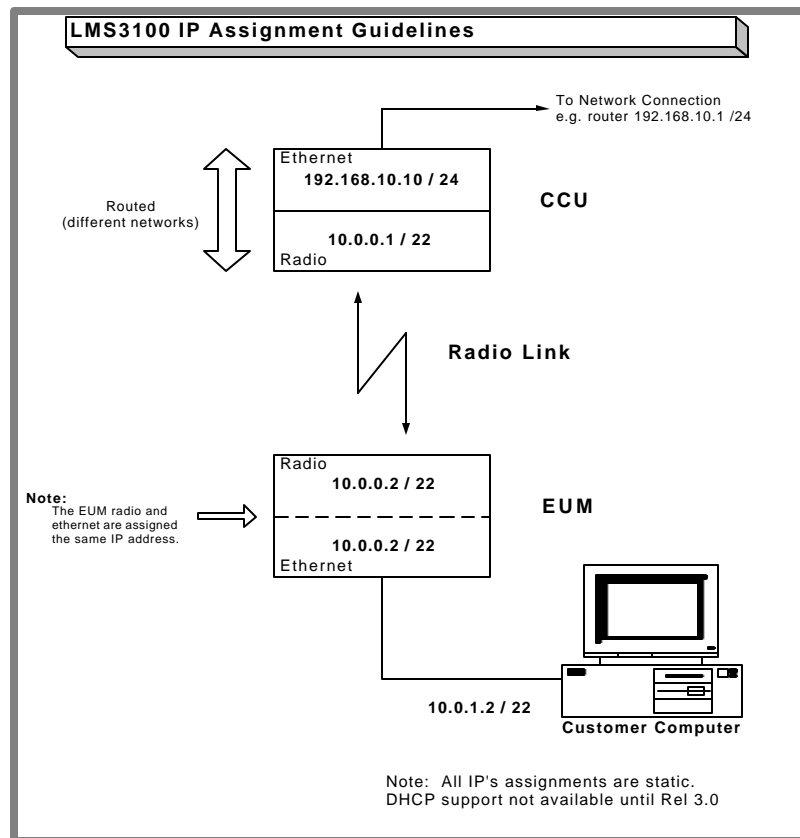 LMS3100 IP Assignment Guidelines
To Network Connection
e.g. router 192.168.10.1 /24
Ethernet
192.168.10.10 / 24
CCU
Routed
(different networks)
10.0.0.1 / 22
Radio
Radio Link
Radio
10.0.0.2 / 22
Note:
The EUM radio and
ethernet are assigned
the same IP address.
EUM
10.0.0.2 / 22
Ethernet
10.0.1.2 / 22
Customer Computer
Note: All IP's assignments are static.
DHCP support not available until Rel 3.0